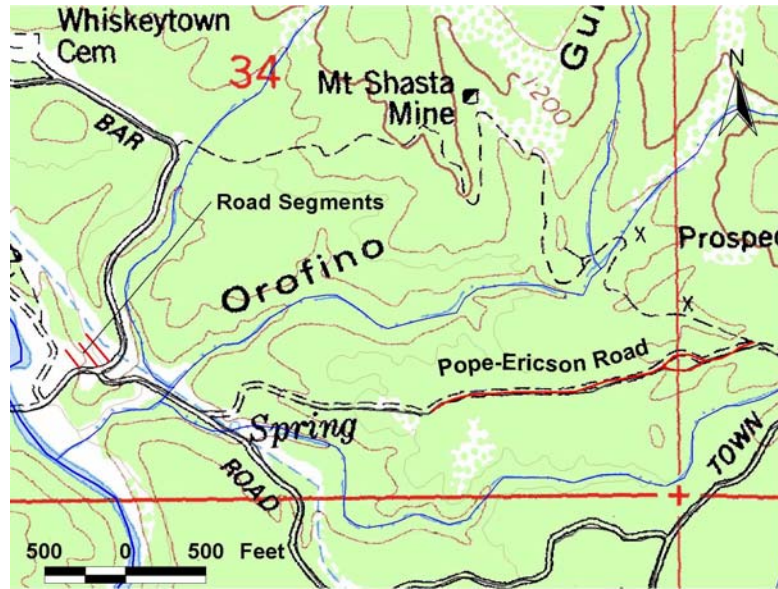 Whiskeytown
Cem
34
Mt Shasta
Mine
1200
Gul
N
BAR
Road Segments
Orofino
Prospec
X
X
Pope-Ericson Road
Spring
ROAD
TOWN
500 0 500 Feet